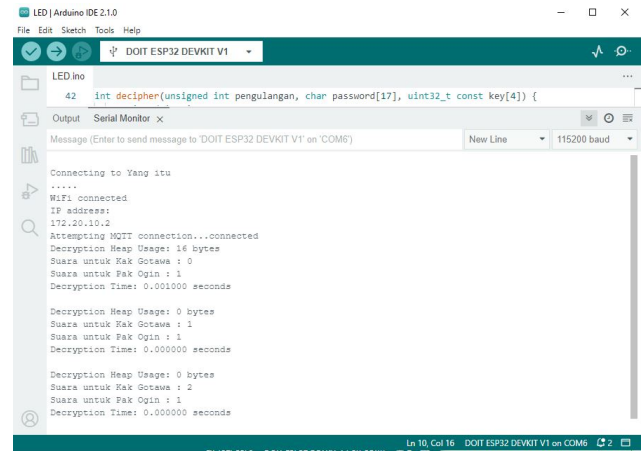 LED | Arduino IDE 2.1.0
File Edit Sketch Tools Help
DOIT ESP32 DEVKIT V1
LED.ino
42 int decipher(unsigned int pengulangan, char password[17], uint32_t const key[4]) {
Output Serial Monitor x
Message (Enter to send message to 'DOIT ESP32 DEVKIT V1' on 'COM6') New Line 115200 baud
Connecting to Yang itu
.....
WiFi connected
IP address:
172.20.10.2
Attempting MQTT connection...connected
Decryption Heap Usage: 16 bytes
Suara untuk Kak Gotawa : 0
Suara untuk Pak Ogin : 1
Decryption Time: 0.001000 seconds
Decryption Heap Usage: 0 bytes
Suara untuk Kak Gotawa : 1
Suara untuk Pak Ogin : 1
Decryption Time: 0.000000 seconds
Decryption Heap Usage: 0 bytes
Suara untuk Kak Gotawa : 2
Suara untuk Pak Ogin : 1
Decryption Time: 0.000000 seconds
Ln 10, Col 16 DOIT ESP32 DEVKIT V1 on COM6 2